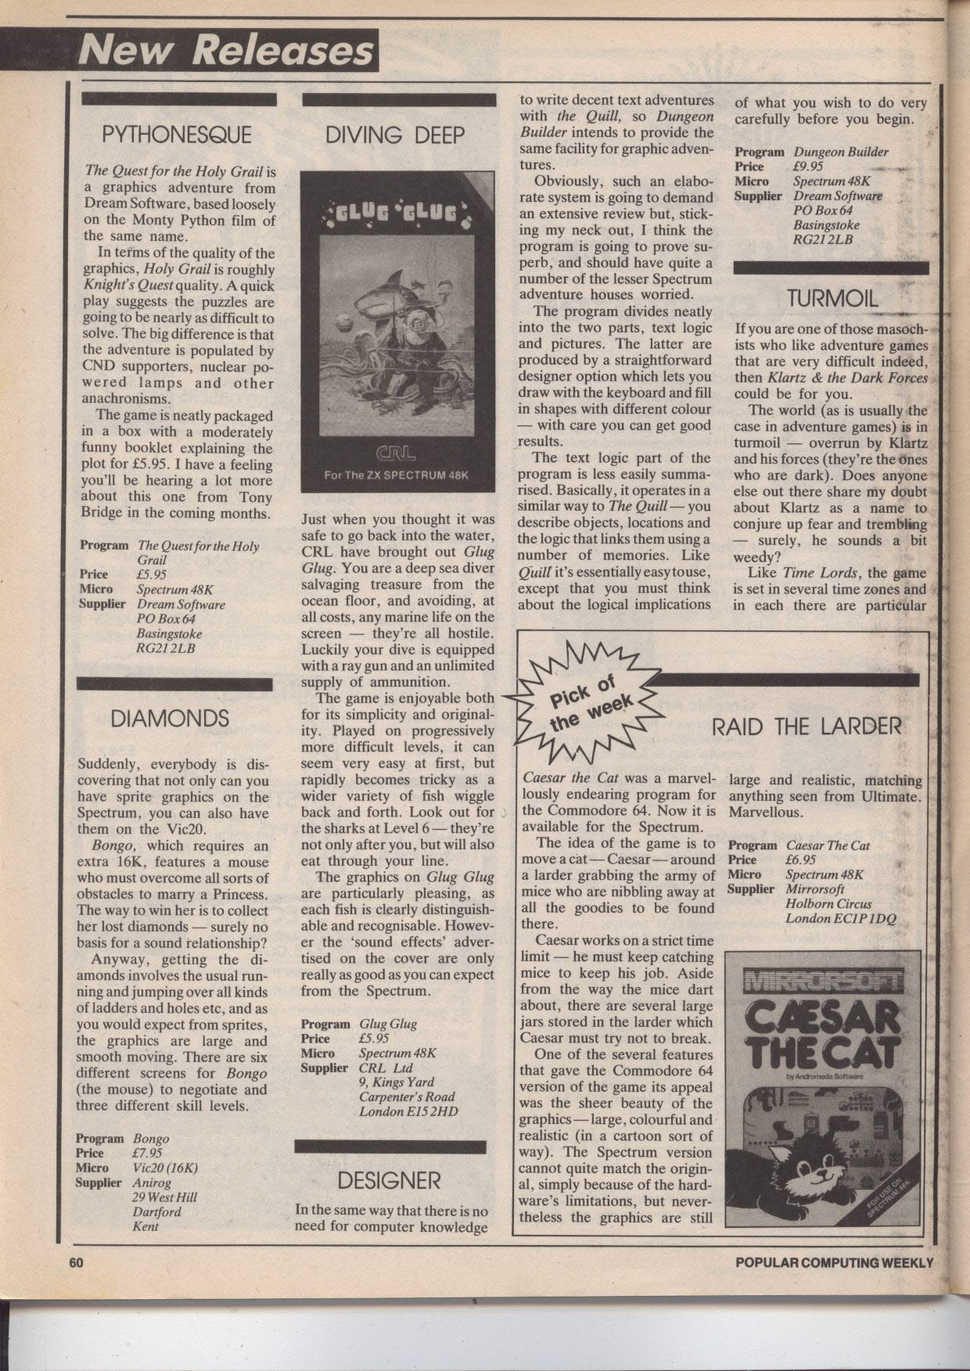 New Releases
PYTHONESQUE
The Quest for the Holy Grail is
a graphics adventure from
Dream Software, based loosely
on the Monty Python film of
the same name.
In terms of the quality of the
graphics, Holy Grail is roughly
Knight's Quest quality. A quick
play suggests the puzzles are
going to be nearly as difficult to
solve. The big difference is that
the adventure is populated by
CND supporters, nuclear po-
wered lamps and other
anachronisms.
The game is neatly packaged
in a box with a moderately
funny booklet explaining the
plot for £5.95. I have a feeling
you'll be hearing a lot more
about this one from Tony
Bridge in the coming months.
Program The Quest for the Holy
Grail
Price £5.95
Micro Spectrum 48K
Supplier Dream Software
PO Box 64
Basingstoke
RG21 2LB
DIAMONDS
Suddenly, everybody is dis-
covering that not only can you
have sprite graphics on the
Spectrum, you can also have
them on the Vic20.
Bongo, which requires an
extra 16K, features a mouse
who must overcome all sorts of
obstacles to marry a Princess.
The way to win her is to collect
her lost diamonds — surely no
basis for a sound relationship?
Anyway, getting the di-
amonds involves the usual run-
ning and jumping over all kinds
of ladders and holes etc, and as
you would expect from sprites,
the graphics are large and
smooth moving. There are six
different screens for Bongo
(the mouse) to negotiate and
three different skill levels.
Program Bongo
Price £7.95
Micro Vic20 (16K)
Supplier Anirog
29 West Hill
Dartford
Kent
DIVING DEEP
GLUG GLUG
CRL
For The ZX SPECTRUM 48K
Just when you thought it was
safe to go back into the water,
CRL have brought out Glug
Glug. You are a deep sea diver
salvaging treasure from the
ocean floor, and avoiding, at
all costs, any marine life on the
screen — they're all hostile.
Luckily your dive is equipped
with a ray gun and an unlimited
supply of ammunition.
The game is enjoyable both
for its simplicity and original-
ity. Played on progressively
more difficult levels, it can
seem very easy at first, but
rapidly becomes tricky as a
wider variety of fish wiggle
back and forth. Look out for
the sharks at Level 6 — they're
not only after you, but will also
eat through your line.
The graphics on Glug Glug
are particularly pleasing, as
each fish is clearly distinguish-
able and recognisable. Howev-
er the 'sound effects' adver-
tised on the cover are only
really as good as you can expect
from the Spectrum.
Program Glug Glug
Price £5.95
Micro Spectrum 48K
Supplier CRL Ltd
9, Kings Yard
Carpenter's Road
London E15 2HD
DESIGNER
In the same way that there is no
need for computer knowledge
to write decent text adventures
with the Quill, so Dungeon
Builder intends to provide the
same facility for graphic adven-
tures.
Obviously, such an elabo-
rate system is going to demand
an extensive review but, stick-
ing my neck out, I think the
program is going to prove su-
perb, and should have quite a
number of the lesser Spectrum
adventure houses worried.
The program divides neatly
into the two parts, text logic
and pictures. The latter are
produced by a straightforward
designer option which lets you
draw with the keyboard and fill
in shapes with different colour
— with care you can get good
results.
The text logic part of the
program is less easily summa-
rised. Basically, it operates in a
similar way to The Quill — you
describe objects, locations and
the logic that links them using a
number of memories. Like
Quill it's essentially easy to use,
except that you must think
about the logical implications
of what you wish to do very
carefully before you begin.
Program Dungeon Builder
Price £9.95
Micro Spectrum 48K
Supplier Dream Software
PO Box 64
Basingstoke
RG21 2LB
TURMOIL
If you are one of those masoch-
ists who like adventure games
that are very difficult indeed,
then Klartz & the Dark Forces
could be for you.
The world (as is usually the
case in adventure games) is in
turmoil — overrun by Klartz
and his forces (they're the ones
who are dark). Does anyone
else out there share my doubt
about Klartz as a name to
conjure up fear and trembling
— surely, he sounds a bit
weedy?
Like Time Lords, the game
is set in several time zones and
in each there are particular
Pick of
the week
RAID THE LARDER
Caesar the Cat was a marvel-
lously endearing program for
the Commodore 64. Now it is
available for the Spectrum.
The idea of the game is to
move a cat — Caesar — around
a larder grabbing the army of
mice who are nibbling away at
all the goodies to be found
there.
Caesar works on a strict time
limit — he must keep catching
mice to keep his job. Aside
from the way the mice dart
about, there are several large
jars stored in the larder which
Caesar must try not to break.
One of the several features
that gave the Commodore 64
version of the game its appeal
was the sheer beauty of the
graphics — large, colourful and
realistic (in a cartoon sort of
way). The Spectrum version
cannot quite match the origin-
al, simply because of the hard-
ware's limitations, but never-
theless the graphics are still
large and realistic, matching
anything seen from Ultimate.
Marvellous.
Program Caesar The Cat
Price £6.95
Micro Spectrum 48K
Supplier Mirrorsoft
Holborn Circus
London EC1P 1DQ
MIRRORSOFT
CÆSAR
THE CAT
by Andromeda Software
FOR USE ON
SPECTRUM 48K
60
POPULAR COMPUTING WEEKLY